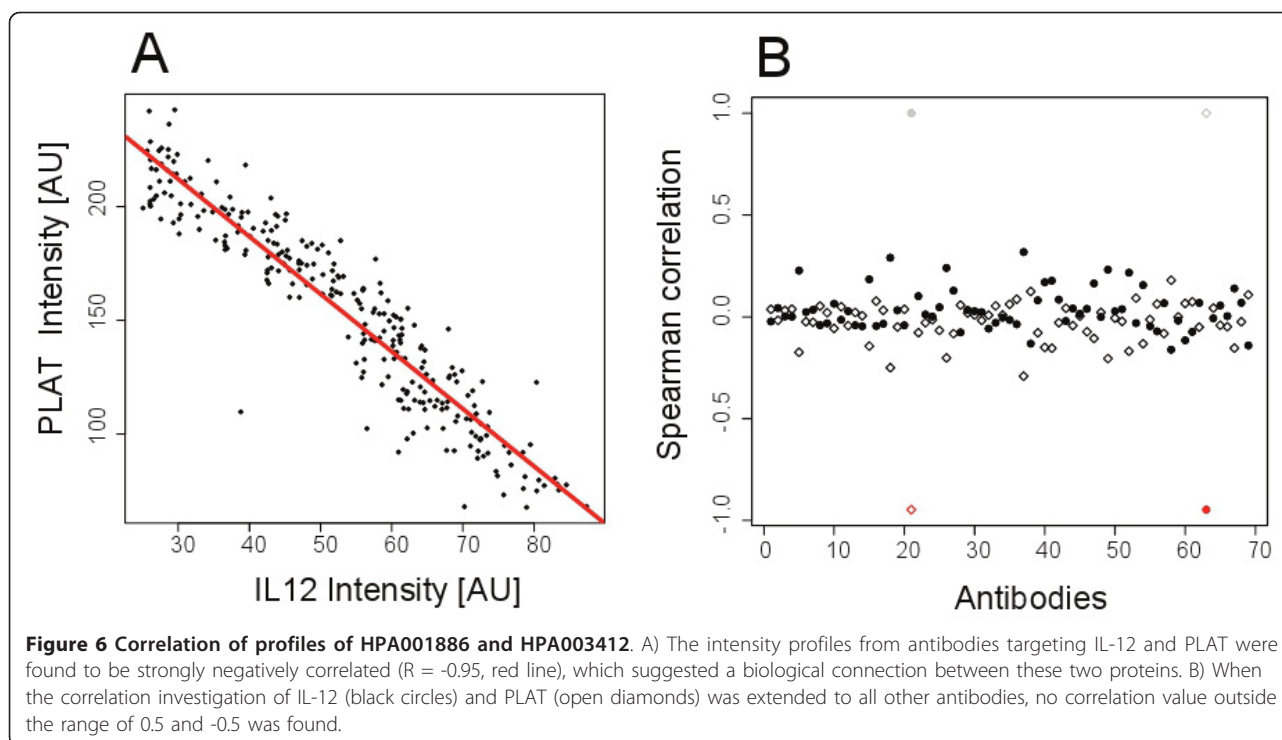 A
B
PLAT Intensity [AU]
200
150
100
30 40 50 60 70 80
IL12 Intensity [AU]
Spearman correlation
1.0
0.5
0.0
-0.5
-1.0
0 10 20 30 40 50 60 70
Antibodies
Figure 6 Correlation of profiles of HPA001886 and HPA003412. A) The intensity profiles from antibodies targeting IL-12 and PLAT were
found to be strongly negatively correlated (R = -0.95, red line), which suggested a biological connection between these two proteins. B) When
the correlation investigation of IL-12 (black circles) and PLAT (open diamonds) was extended to all other antibodies, no correlation value outside
the range of 0.5 and -0.5 was found.